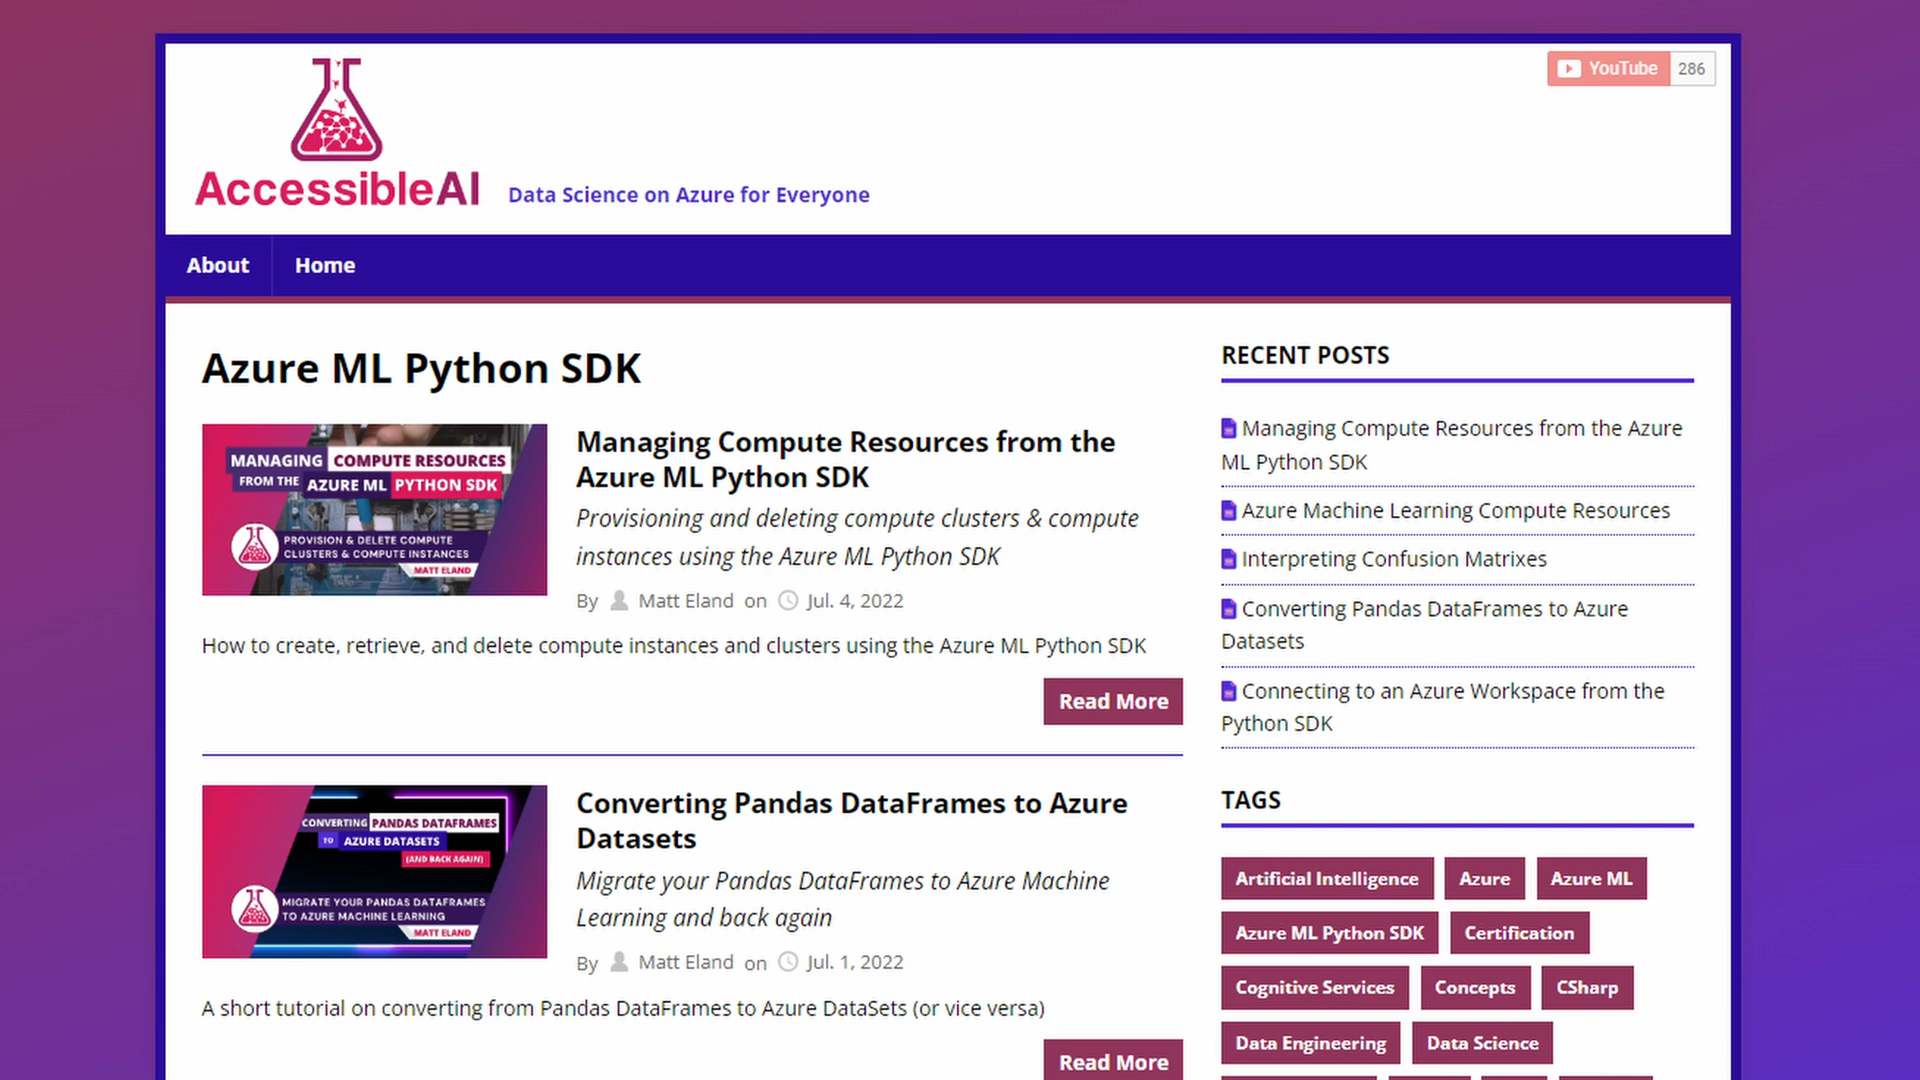 YouTube 286
AccessibleAI
Data Science on Azure for Everyone
About Home
Azure ML Python SDK
MANAGING COMPUTE RESOURCES
FROM THE AZURE ML PYTHON SDK
PROVISION & DELETE COMPUTE
CLUSTERS & COMPUTE INSTANCES
MATT ELAND
Managing Compute Resources from the
Azure ML Python SDK
Provisioning and deleting compute clusters & compute
instances using the Azure ML Python SDK
By Matt Eland on Jul. 4, 2022
How to create, retrieve, and delete compute instances and clusters using the Azure ML Python SDK
Read More
CONVERTING PANDAS DATAFRAMES
TO AZURE DATASETS
(AND BACK AGAIN)
MIGRATE YOUR PANDAS DATAFRAMES
TO AZURE MACHINE LEARNING
MATT ELAND
Converting Pandas DataFrames to Azure
Datasets
Migrate your Pandas DataFrames to Azure Machine
Learning and back again
By Matt Eland on Jul. 1, 2022
A short tutorial on converting from Pandas DataFrames to Azure DataSets (or vice versa)
Read More
RECENT POSTS
Managing Compute Resources from the Azure
ML Python SDK
Azure Machine Learning Compute Resources
Interpreting Confusion Matrixes
Converting Pandas DataFrames to Azure
Datasets
Connecting to an Azure Workspace from the
Python SDK
TAGS
Artificial Intelligence Azure Azure ML
Azure ML Python SDK Certification
Cognitive Services Concepts CSharp
Data Engineering Data Science